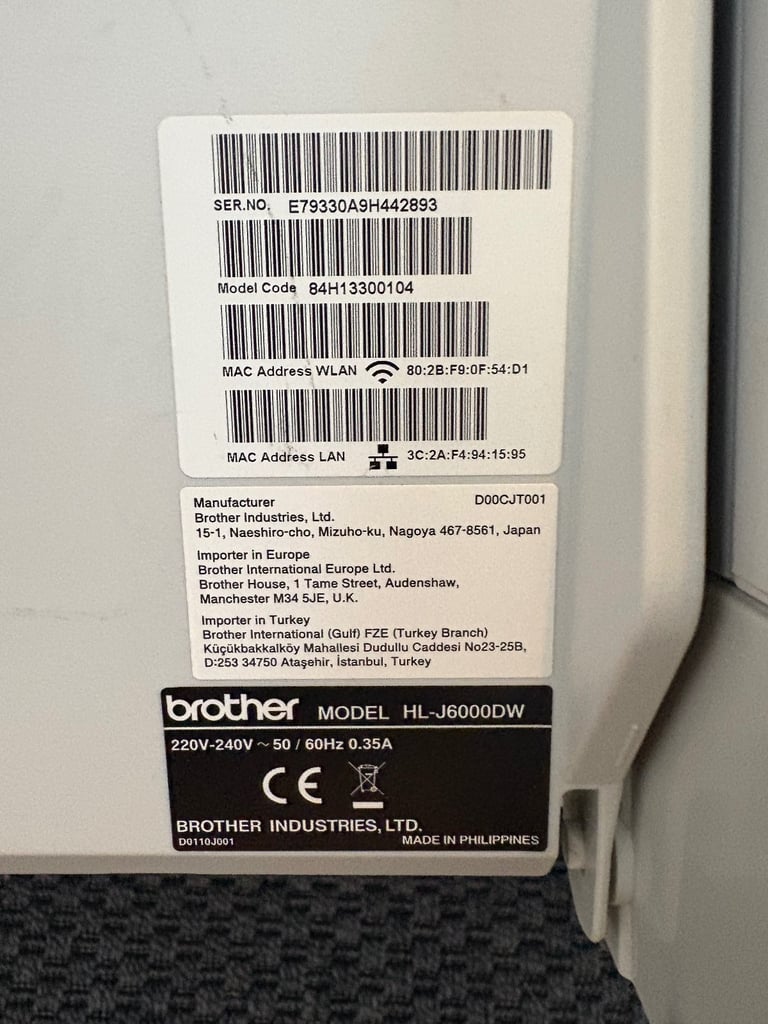 SER.NO. E79330A9H442893
Model Code 84H13300104
MAC Address WLAN 80:2B:F9:0F:54:D1
MAC Address LAN 3C:2A:F4:94:15:95
Manufacturer D00CJT001
Brother Industries, Ltd.
15-1, Naeshiro-cho, Mizuho-ku, Nagoya 467-8561, Japan
Importer in Europe
Brother International Europe Ltd.
Brother House, 1 Tame Street, Audenshaw,
Manchester M34 5JE, U.K.
Importer in Turkey
Brother International (Gulf) FZE (Turkey Branch)
Küçükbakkalköy Mahallesi Dudullu Caddesi No23-25B,
D:253 34750 Ataşehir, İstanbul, Turkey
brother MODEL HL-J6000DW
220V-240V ~ 50 / 60Hz 0.35A
CE
BROTHER INDUSTRIES, LTD.
D0110J001 MADE IN PHILIPPINES